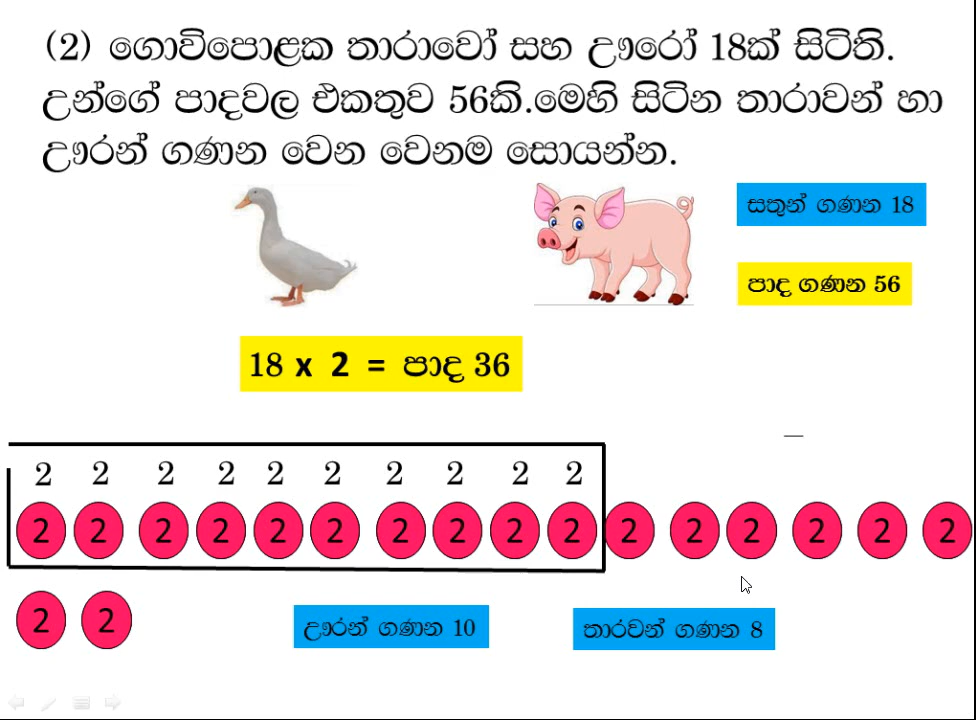 (2) ගොවිපොළක තාරාවෝ සහ ඌරෝ 18ක් සිටිති.
උන්ගේ පාදවල එකතුව 56කි.මෙහි සිටින තාරාවන් හා
ඌරන් ගණන වෙන වෙනම සොයන්න.
සතුන් ගණන 18
පාද ගණන 56
18 x 2 = පාද 36
2 2 2 2 2 2 2 2 2 2
2 2 2 2 2 2 2 2 2 2 2 2 2 2 2 2
2 2
ඌරන් ගණන 10
තාරවන් ගණන 8